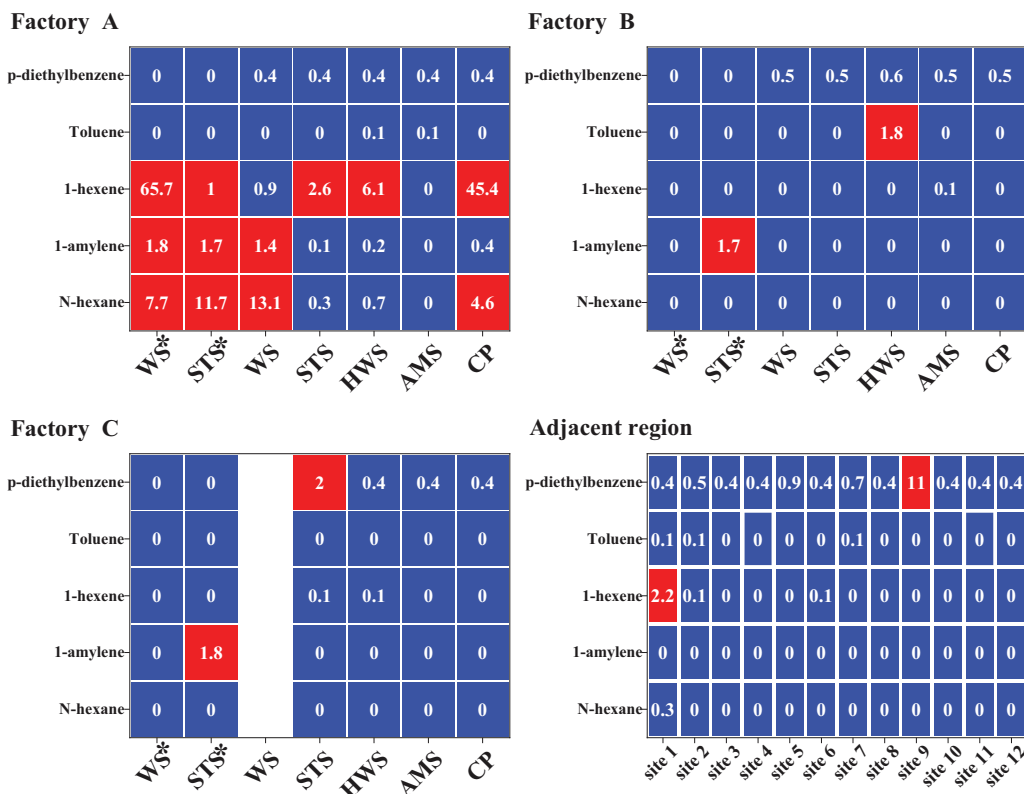 Factory A
p-diethylbenzene 0 0 0.4 0.4 0.4 0.4 0.4
Toluene 0 0 0 0 0.1 0.1 0
1-hexene 65.7 1 0.9 2.6 6.1 0 45.4
1-amylene 1.8 1.7 1.4 0.1 0.2 0 0.4
N-hexane 7.7 11.7 13.1 0.3 0.7 0 4.6
WS* STS* WS STS HWS AMS CP
Factory B
p-diethylbenzene 0 0 0.5 0.5 0.6 0.5 0.5
Toluene 0 0 0 0 1.8 0 0
1-hexene 0 0 0 0 0 0.1 0
1-amylene 0 1.7 0 0 0 0 0
N-hexane 0 0 0 0 0 0 0
WS* STS* WS STS HWS AMS CP
Factory C
p-diethylbenzene 0 0 2 0.4 0.4 0.4
Toluene 0 0 0 0 0 0
1-hexene 0 0 0.1 0.1 0 0
1-amylene 0 1.8 0 0 0 0
N-hexane 0 0 0 0 0 0
WS* STS* WS STS HWS AMS CP
Adjacent region
p-diethylbenzene 0.4 0.5 0.4 0.4 0.9 0.4 0.7 0.4 11 0.4 0.4 0.4
Toluene 0.1 0.1 0 0 0 0 0.1 0 0 0 0 0
1-hexene 2.2 0.1 0 0 0 0.1 0 0 0 0 0 0
1-amylene 0 0 0 0 0 0 0 0 0 0 0 0
N-hexane 0.3 0 0 0 0 0 0 0 0 0 0 0
site 1 site 2 site 3 site 4 site 5 site 6 site 7 site 8 site 9 site 10 site 11 site 12